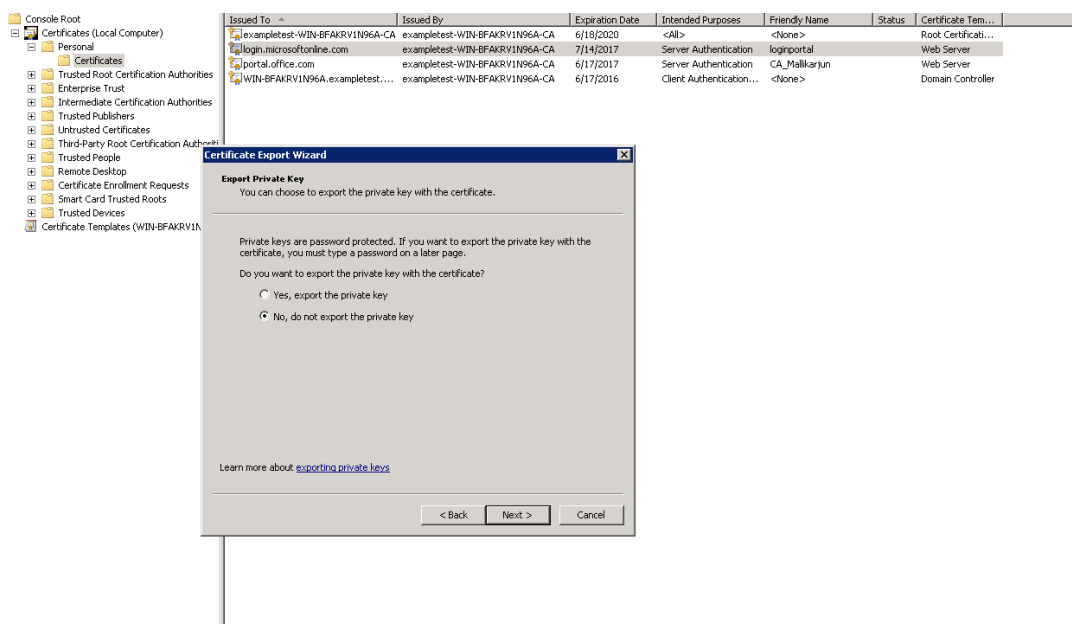 Console Root
Certificates (Local Computer)
Personal
Certificates
Trusted Root Certification Authorities
Enterprise Trust
Intermediate Certification Authorities
Trusted Publishers
Untrusted Certificates
Third-Party Root Certification Authoriti
Trusted People
Remote Desktop
Certificate Enrollment Requests
Smart Card Trusted Roots
Trusted Devices
Certificate Templates (WIN-BFAKRV1N
Issued To Issued By Expiration Date Intended Purposes Friendly Name Status Certificate Tem...
exampletest-WIN-BFAKRV1N96A-CA exampletest-WIN-BFAKRV1N96A-CA 6/18/2020 <All> <None> Root Certificati...
login.microsoftonline.com exampletest-WIN-BFAKRV1N96A-CA 7/14/2017 Server Authentication loginportal Web Server
portal.office.com exampletest-WIN-BFAKRV1N96A-CA 6/17/2017 Server Authentication CA_Mallikarjun Web Server
WIN-BFAKRV1N96A.exampletest.... exampletest-WIN-BFAKRV1N96A-CA 6/17/2016 Client Authentication... <None> Domain Controller
Certificate Export Wizard
Export Private Key
You can choose to export the private key with the certificate.
Private keys are password protected. If you want to export the private key with the
certificate, you must type a password on a later page.
Do you want to export the private key with the certificate?
Yes, export the private key
No, do not export the private key
Learn more about exporting private keys
< Back Next > Cancel